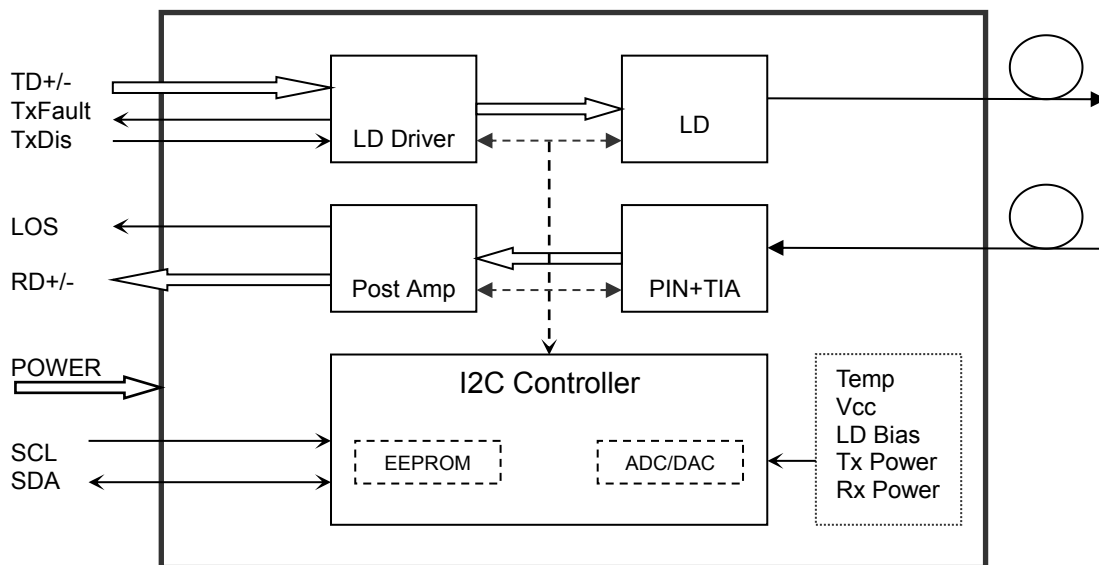 TD+/-
TxFault
TxDis
LD Driver
LD
LOS
RD+/-
Post Amp
PIN+TIA
POWER
I2C Controller
SCL
SDA
EEPROM
ADC/DAC
Temp
Vcc
LD Bias
Tx Power
Rx Power